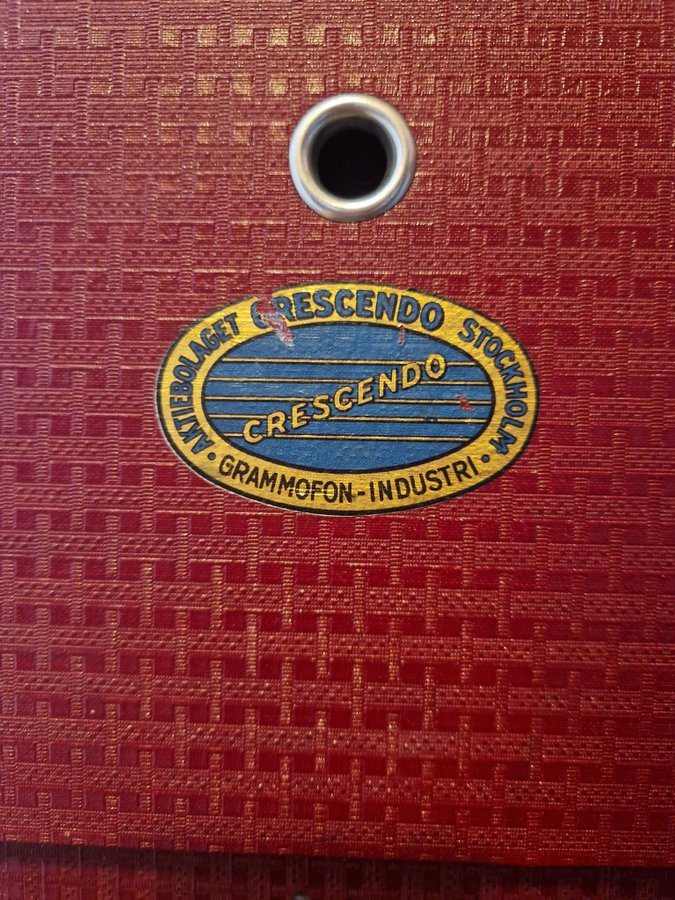 AKTIEBOLAGET CRESCENDO STOCKHOLM
CRESCENDO
• GRAMMOFON-INDUSTRI •